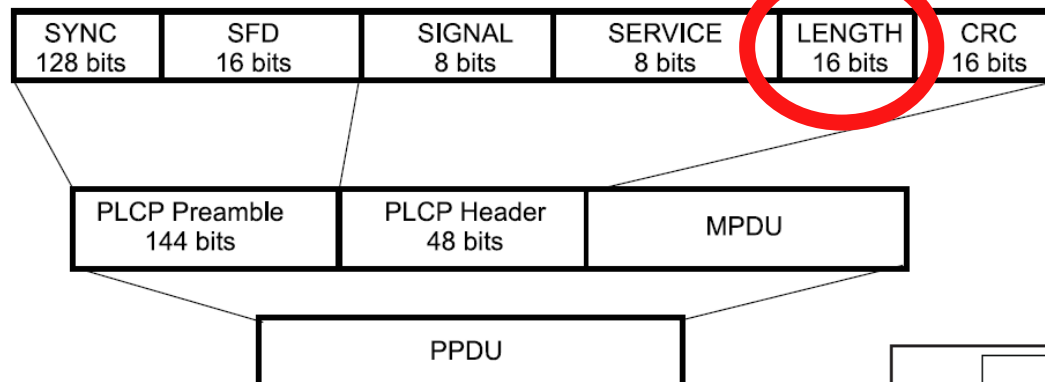 SYNC
128 bits
SFD
16 bits
SIGNAL
8 bits
SERVICE
8 bits
LENGTH
16 bits
CRC
16 bits
PLCP Preamble
144 bits
PLCP Header
48 bits
MPDU
PPDU